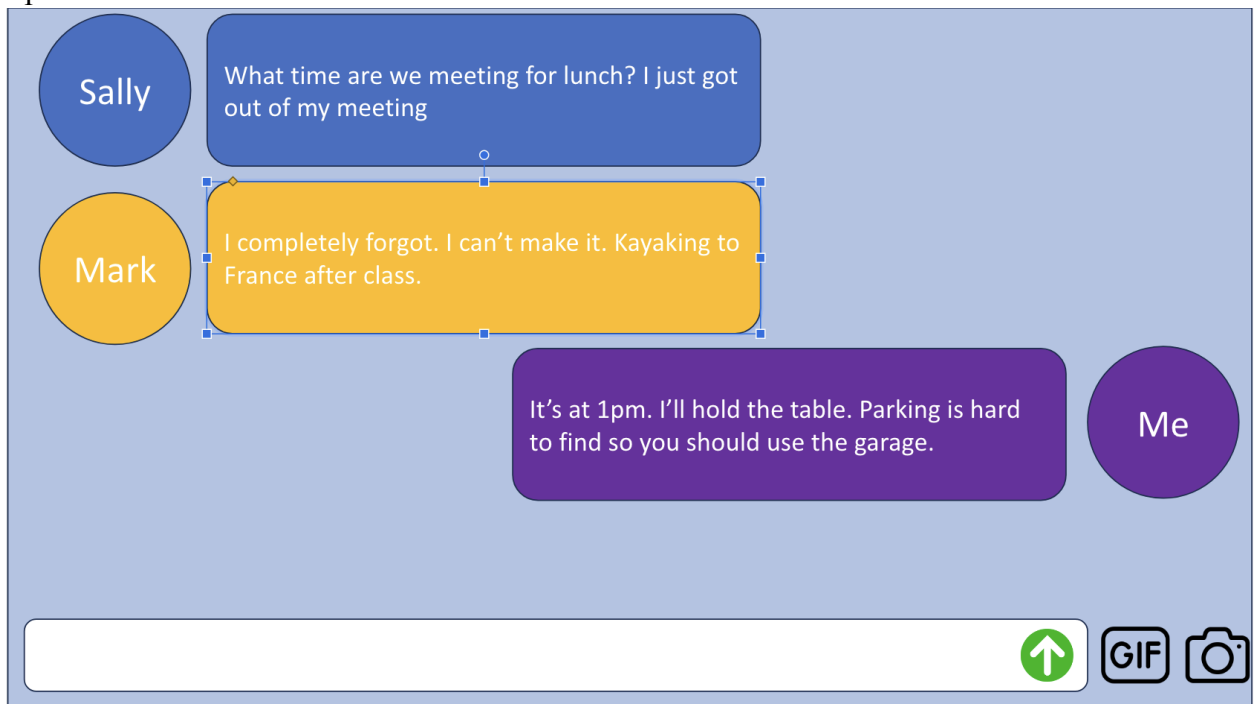 Sally
What time are we meeting for lunch? I just got
out of my meeting
Mark
I completely forgot. I can’t make it. Kayaking to
France after class.
It’s at 1pm. I’ll hold the table. Parking is hard
to find so you should use the garage.
Me
GIF